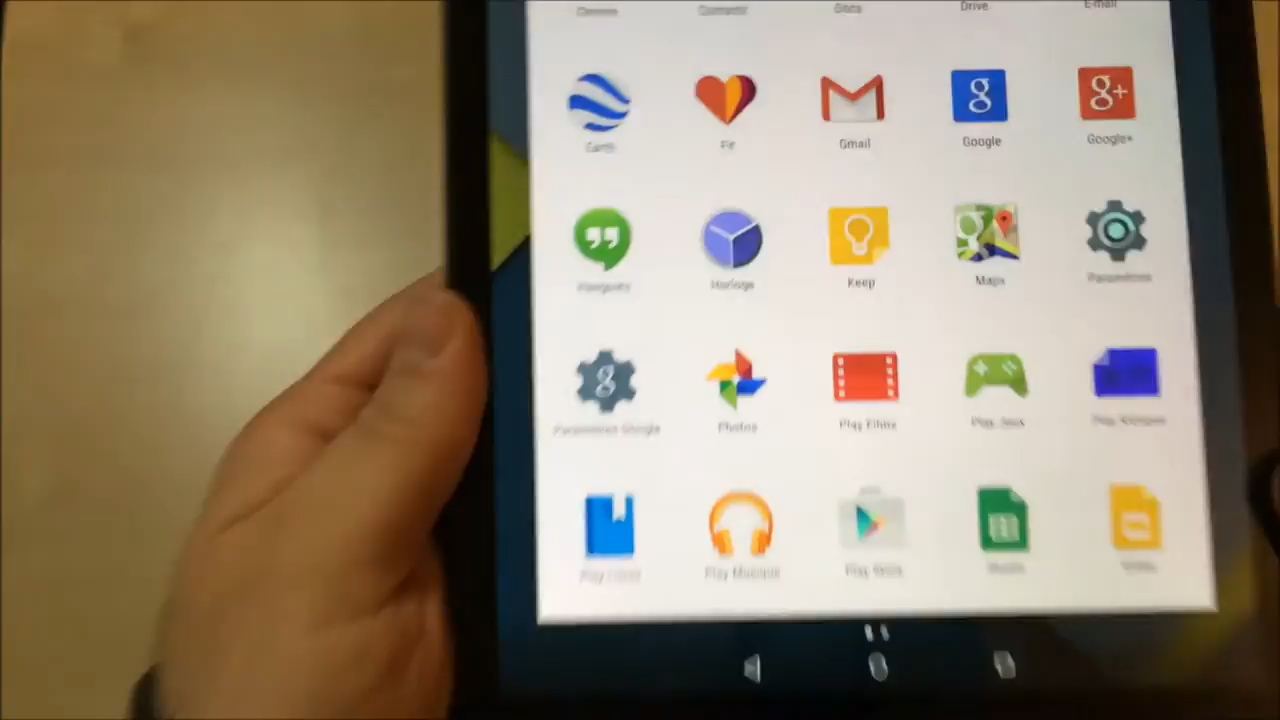 Docs Drive E-mail
Earth Fit Gmail Google Google+
Hangouts Horloge Keep Maps Paramètres
Paramètres Google Photos Play Films Play Jeux Play Kiosque
Play Livres Play Musique Play Store